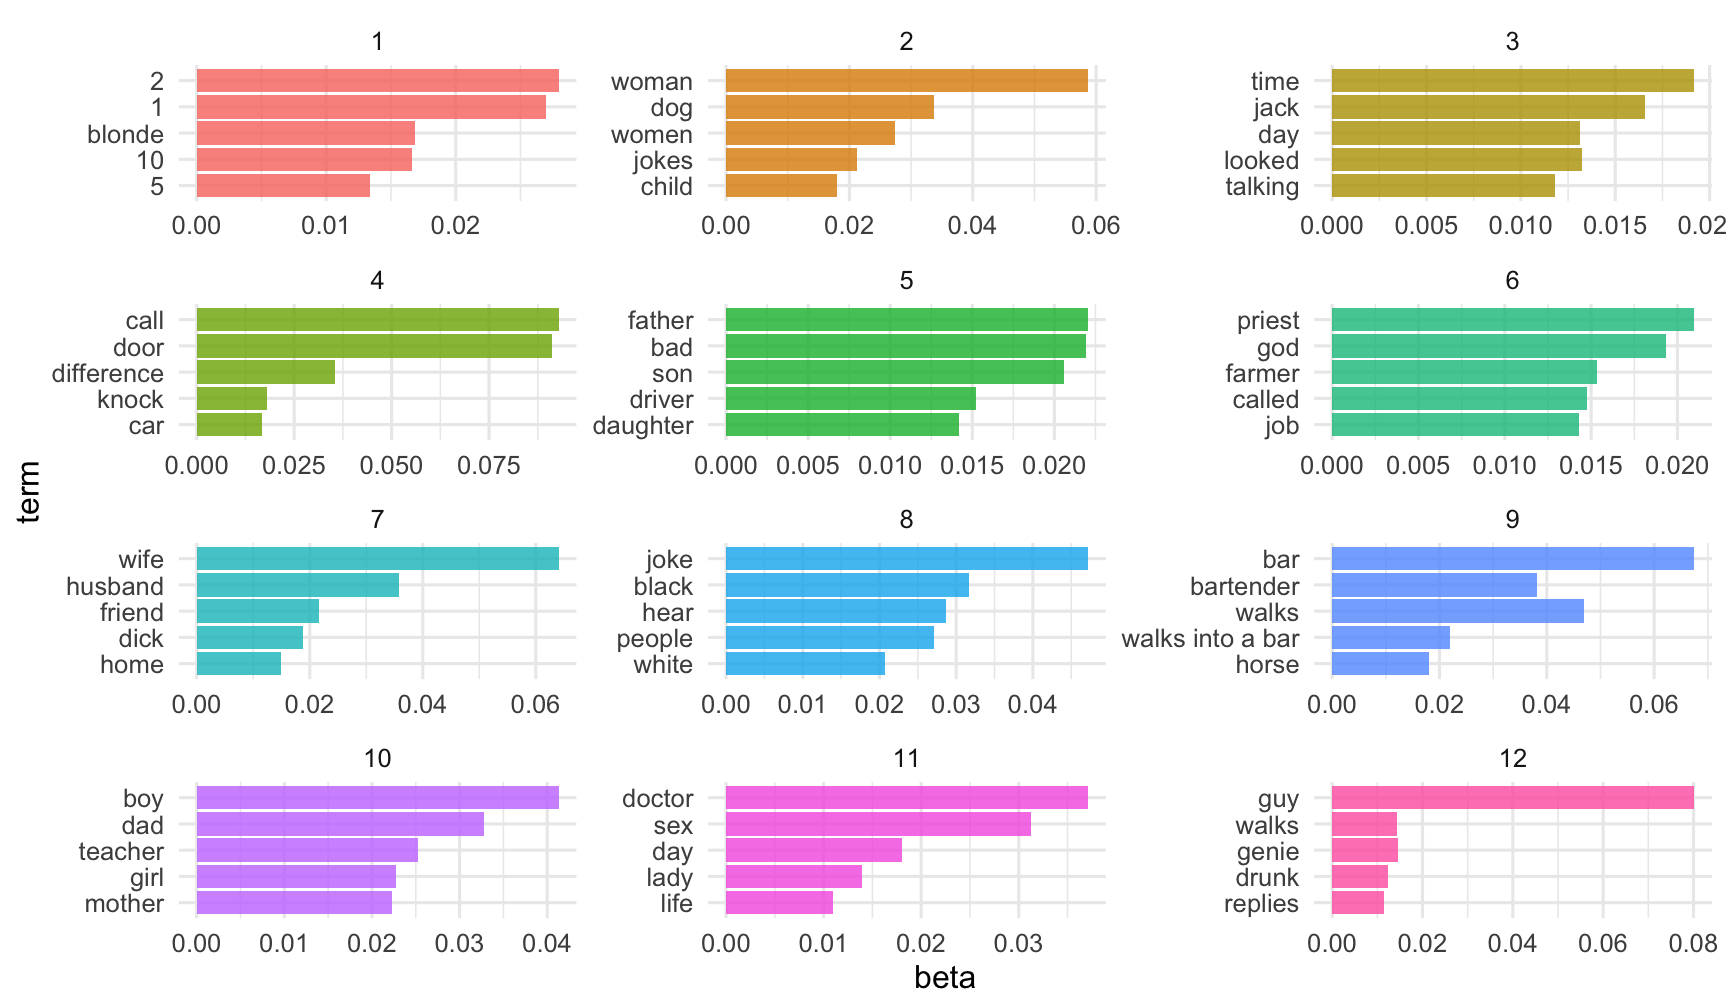 1
2
1
blonde
10
5
0.00 0.01 0.02
2
woman
dog
women
jokes
child
0.00 0.02 0.04 0.06
3
time
jack
day
looked
talking
0.000 0.005 0.010 0.015 0.02
4
call
door
difference
knock
car
0.000 0.025 0.050 0.075
5
father
bad
son
driver
daughter
0.000 0.005 0.010 0.015 0.020
6
priest
god
farmer
called
job
0.000 0.005 0.010 0.015 0.020
term
7
wife
husband
friend
dick
home
0.00 0.02 0.04 0.06
8
joke
black
hear
people
white
0.00 0.01 0.02 0.03 0.04
9
bar
bartender
walks
walks into a bar
horse
0.00 0.02 0.04 0.06
10
boy
dad
teacher
girl
mother
0.00 0.01 0.02 0.03 0.04
11
doctor
sex
day
lady
life
0.00 0.01 0.02 0.03
12
guy
walks
genie
drunk
replies
0.00 0.02 0.04 0.06 0.08
beta